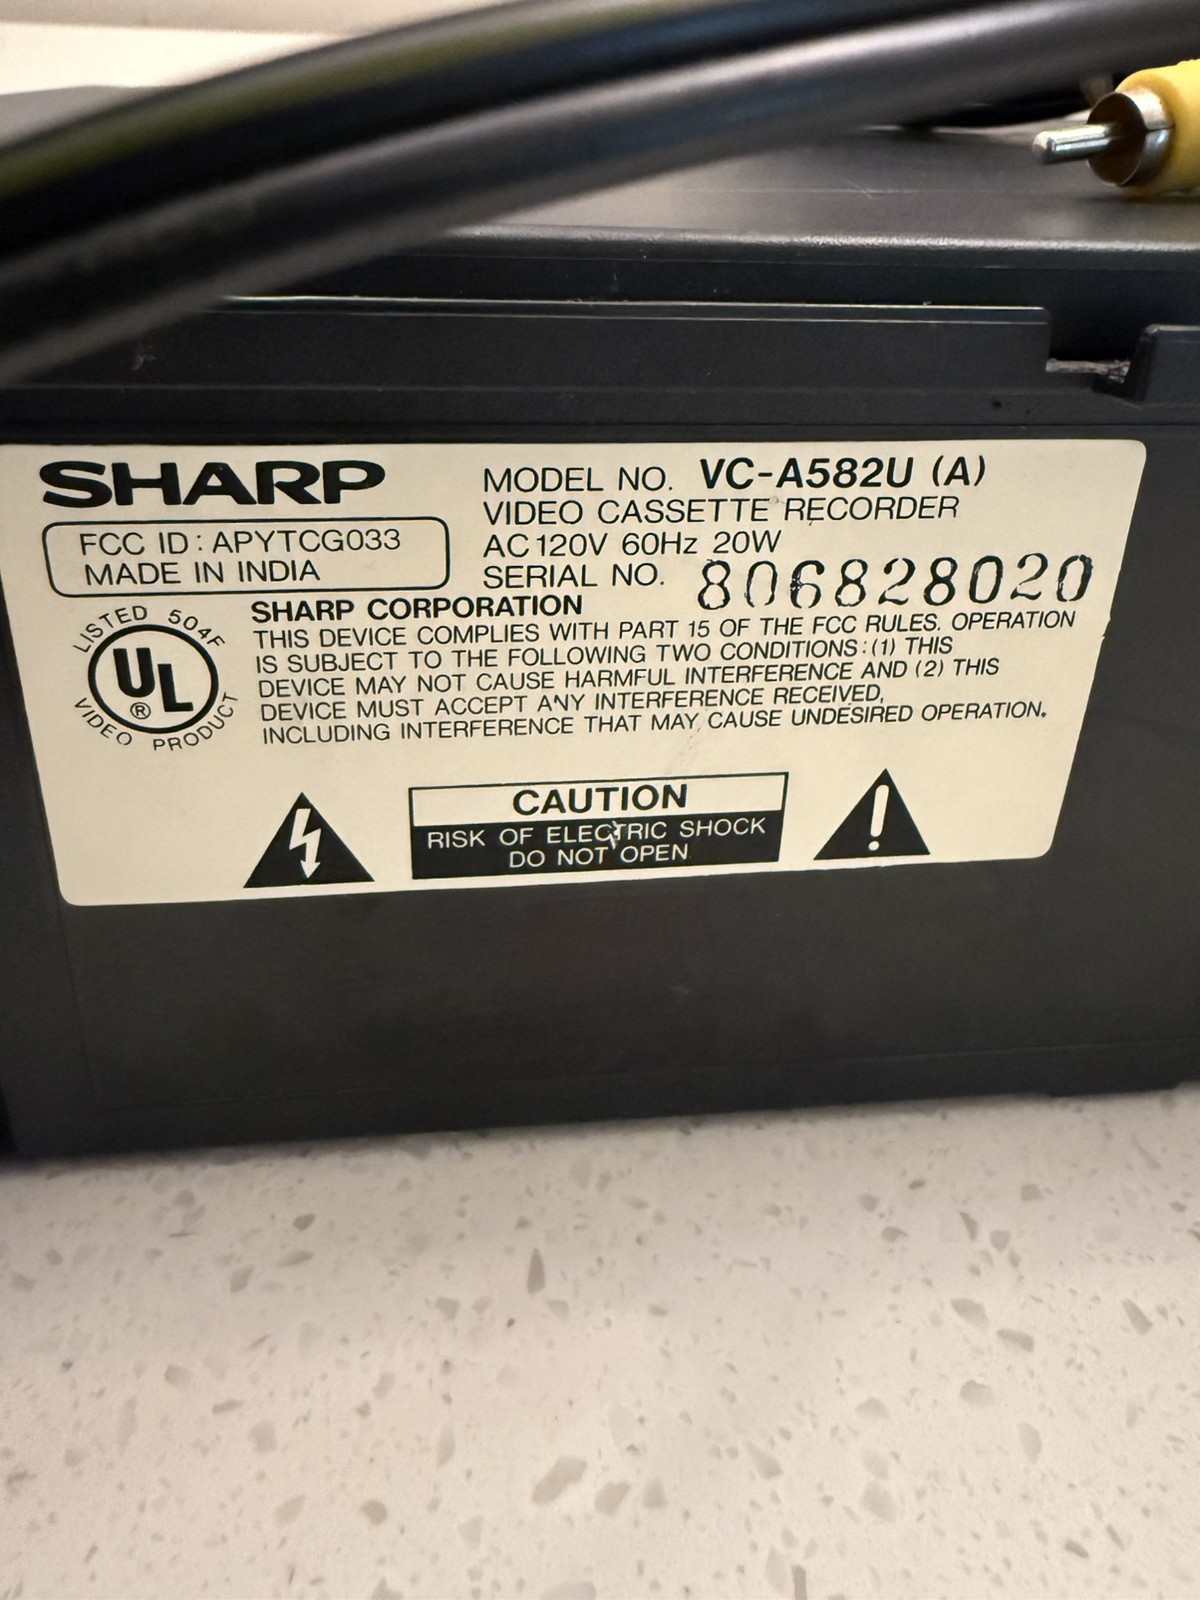 SHARP
MODEL NO. VC-A582U (A)
VIDEO CASSETTE RECORDER
FCC ID : APYTCG033
MADE IN INDIA
AC 120V 60Hz 20W
SERIAL NO. 806828020
LISTED 504F
UL
®
VIDEO PRODUCT
SHARP CORPORATION
THIS DEVICE COMPLIES WITH PART 15 OF THE FCC RULES. OPERATION
IS SUBJECT TO THE FOLLOWING TWO CONDITIONS : (1) THIS
DEVICE MAY NOT CAUSE HARMFUL INTERFERENCE AND (2) THIS
DEVICE MUST ACCEPT ANY INTERFERENCE RECEIVED,
INCLUDING INTERFERENCE THAT MAY CAUSE UNDESIRED OPERATION.
CAUTION
RISK OF ELECTRIC SHOCK
DO NOT OPEN